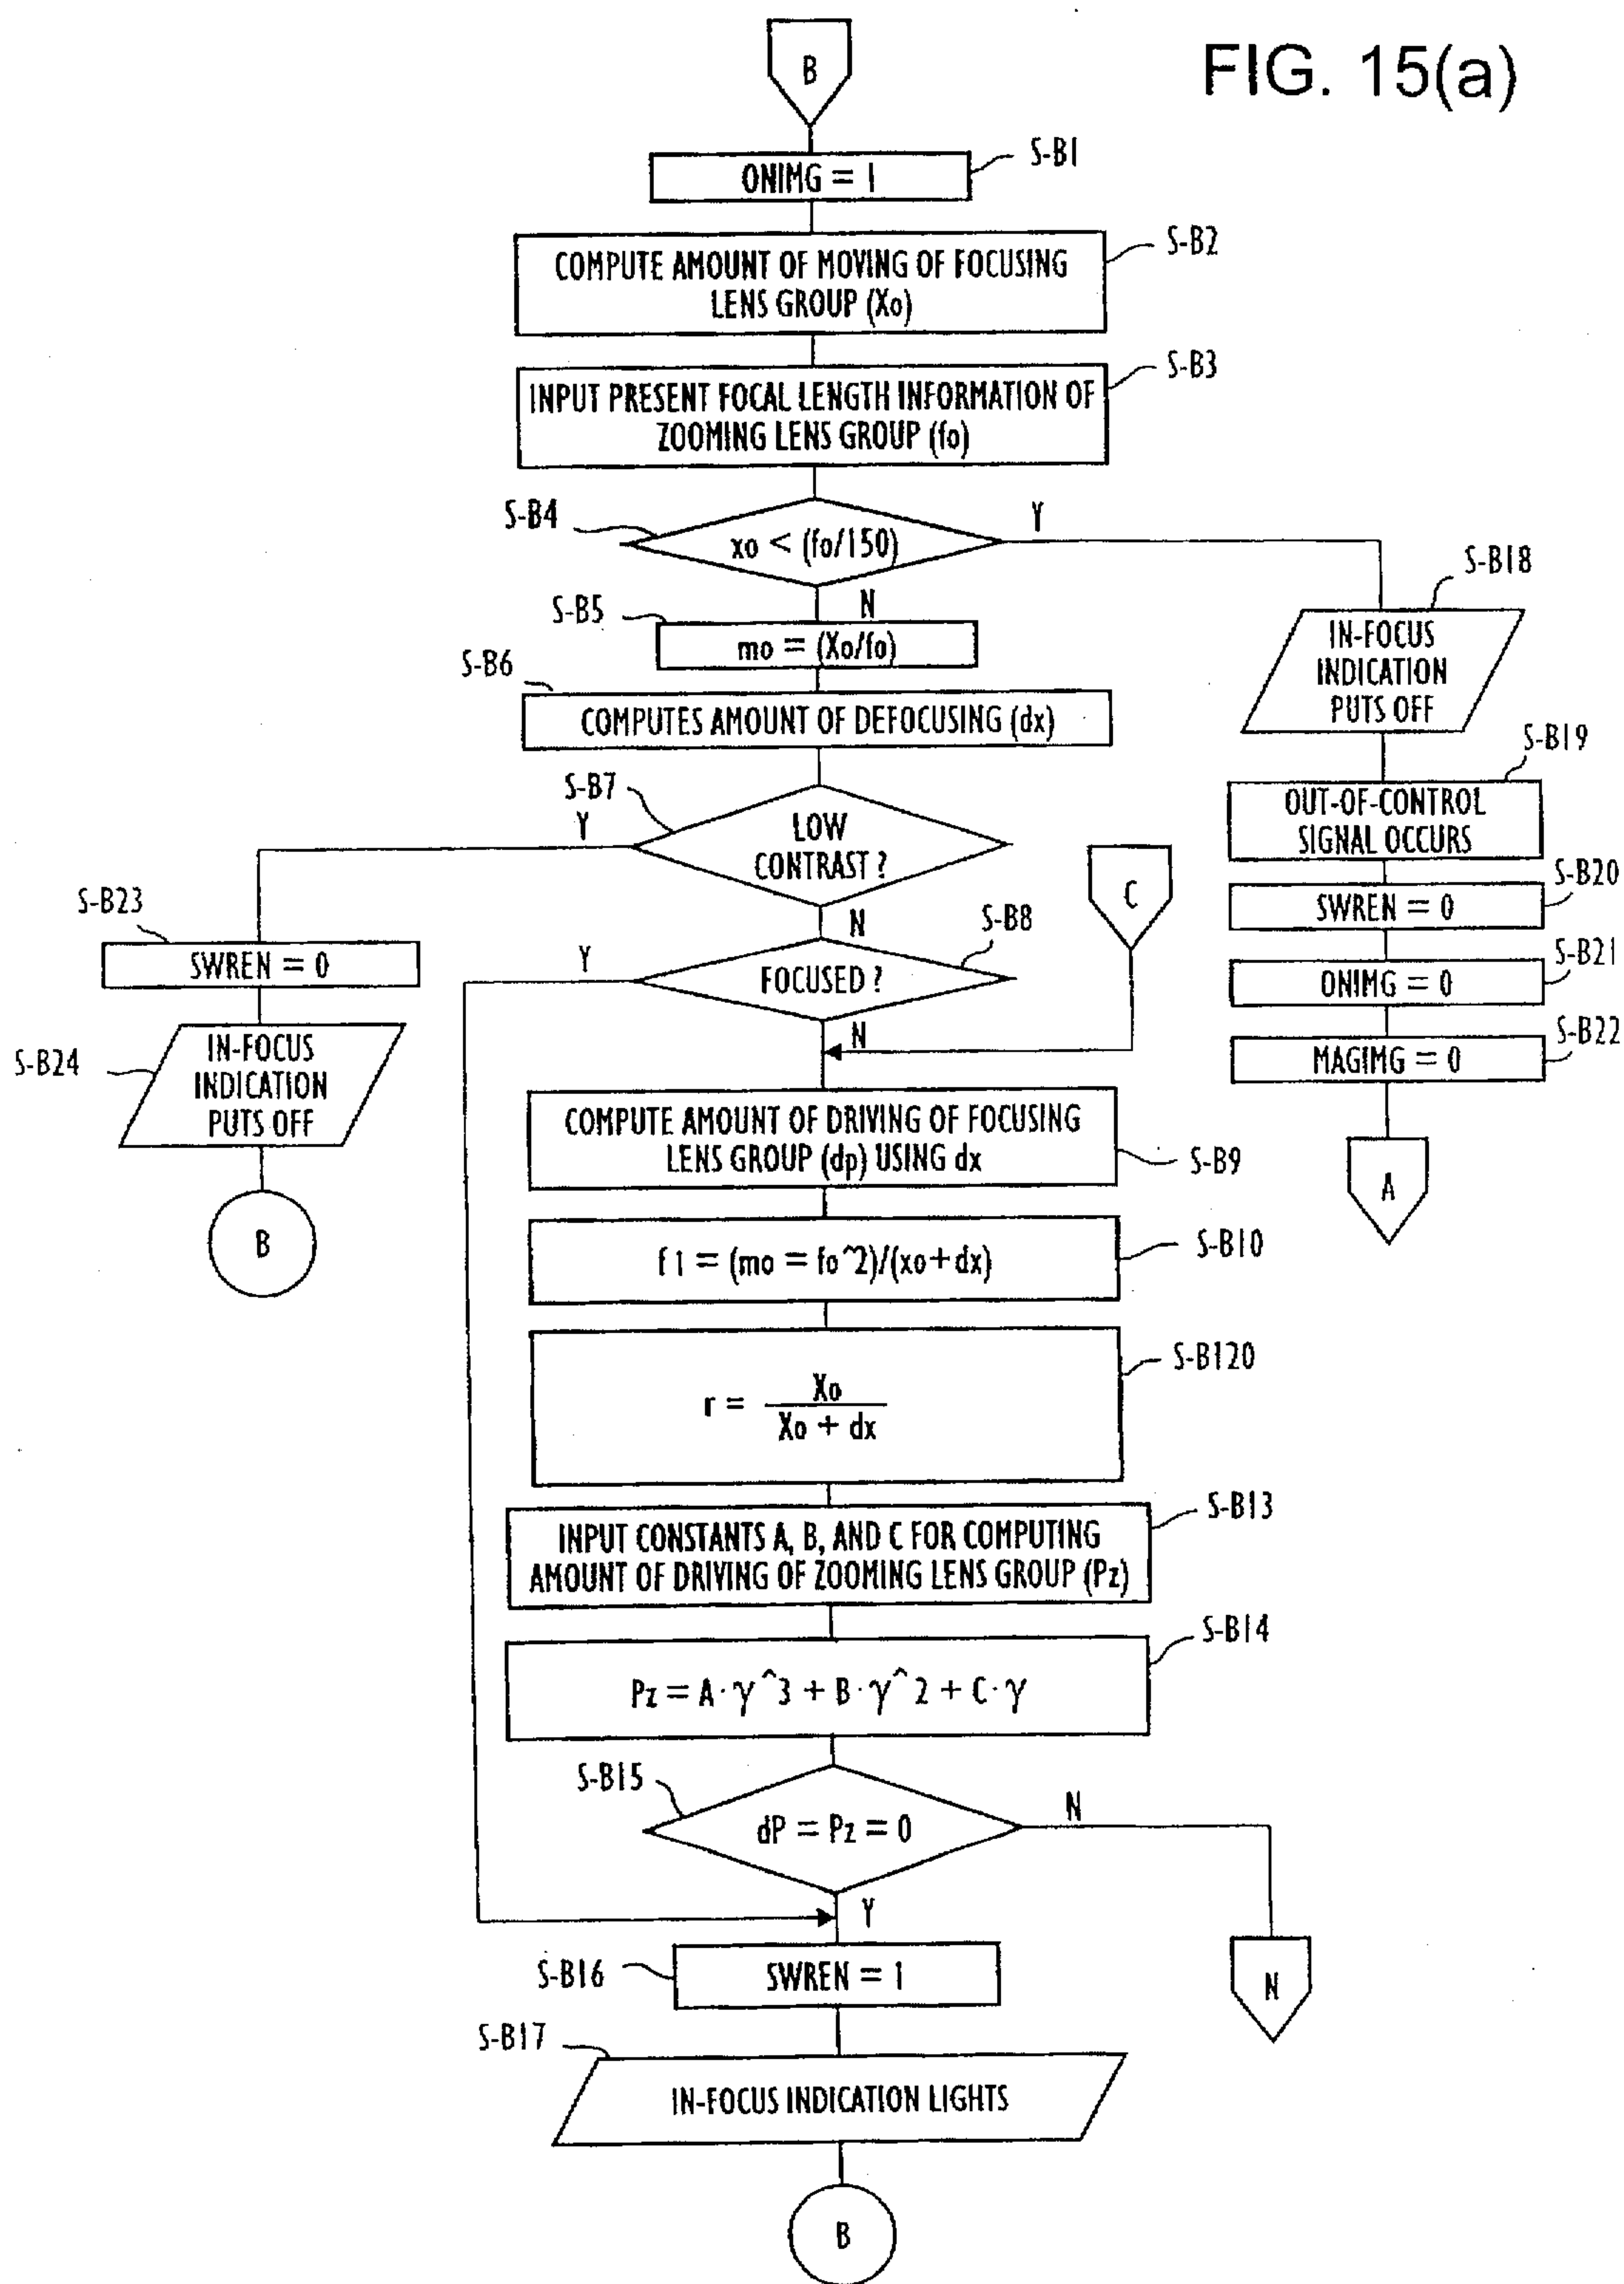 FIG. 15(a)
B
ONIMG = 1
S-B1
COMPUTE AMOUNT OF MOVING OF FOCUSING
LENS GROUP (Xo)
S-B2
INPUT PRESENT FOCAL LENGTH INFORMATION OF
ZOOMING LENS GROUP (fo)
S-B3
S-B4
xo < (fo/150)
Y
N
S-B5
mo = (Xo/fo)
S-B6
COMPUTES AMOUNT OF DEFOCUSING (dx)
S-B18
IN-FOCUS
INDICATION
PUTS OFF
S-B19
OUT-OF-CONTROL
SIGNAL OCCURS
S-B20
SWREN = 0
S-B21
ONIMG = 0
S-B22
MAGIMG = 0
A
S-B7
LOW
CONTRAST ?
Y
N
S-B23
SWREN = 0
S-B24
IN-FOCUS
INDICATION
PUTS OFF
B
C
S-B8
FOCUSED ?
Y
N
COMPUTE AMOUNT OF DRIVING OF FOCUSING
LENS GROUP (dp) USING dx
S-B9
f1 = (mo = fo^2)/(xo+dx)
S-B10
r = Xo
Xo + dx
S-B120
INPUT CONSTANTS A, B, AND C FOR COMPUTING
AMOUNT OF DRIVING OF ZOOMING LENS GROUP (Pz)
S-B13
Pz = A·γ^3 + B·γ^2 + C·γ
S-B14
S-B15
dP = Pz = 0
N
Y
N
S-B16
SWREN = 1
S-B17
IN-FOCUS INDICATION LIGHTS
B